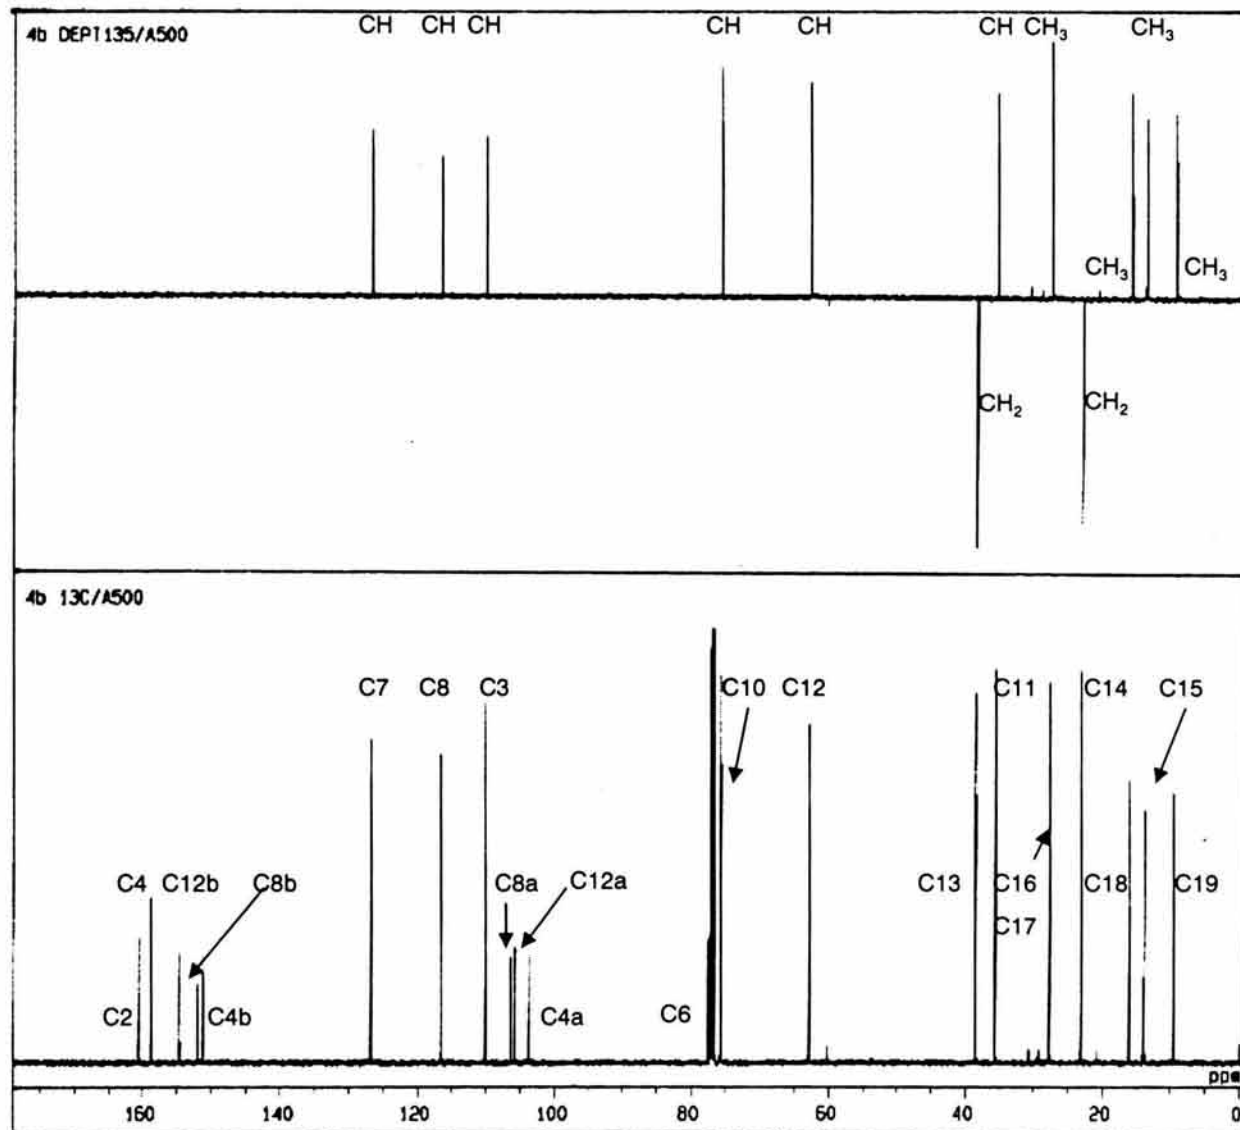 4b DEPT135/A500
CH CH CH CH CH CH CH₃ CH₃
CH₃ CH₃
CH₂ CH₂
4b 13C/A500
C7 C8 C3 C10 C12 C11 C14 C15
C4 C12b C8b C8a C12a C13 C16 C18 C19
C17
C2 C4b C4a C6
ppm
160 140 120 100 80 60 40 20 0